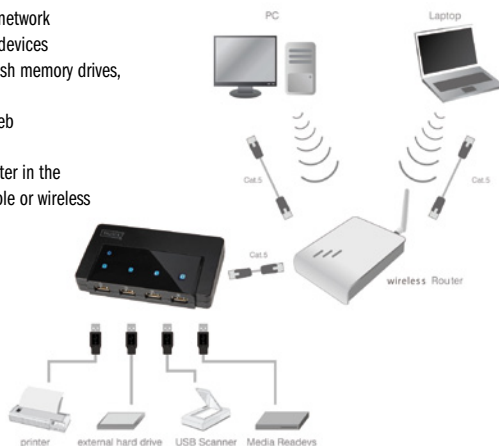 network
devices
sh memory drives,
eb
ter in the
ble or wireless
PC
Laptop
Cat.5
Cat.5
Cat.5
wireless Router
printer
external hard drive
USB Scanner
Media Readevs